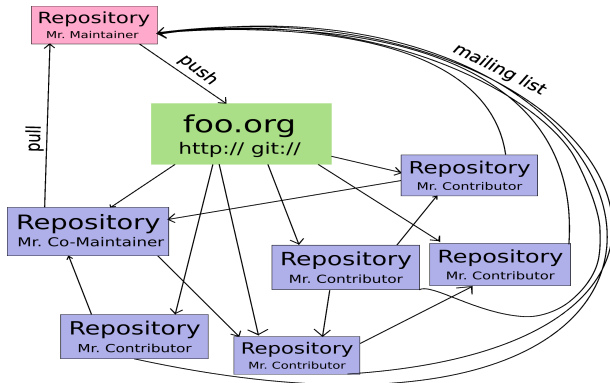 Repository
Mr. Maintainer
push
mailing list
foo.org
http:// git://
pull
Repository
Mr. Contributor
Repository
Mr. Co-Maintainer
Repository
Mr. Contributor
Repository
Mr. Contributor
Repository
Mr. Contributor
Repository
Mr. Contributor